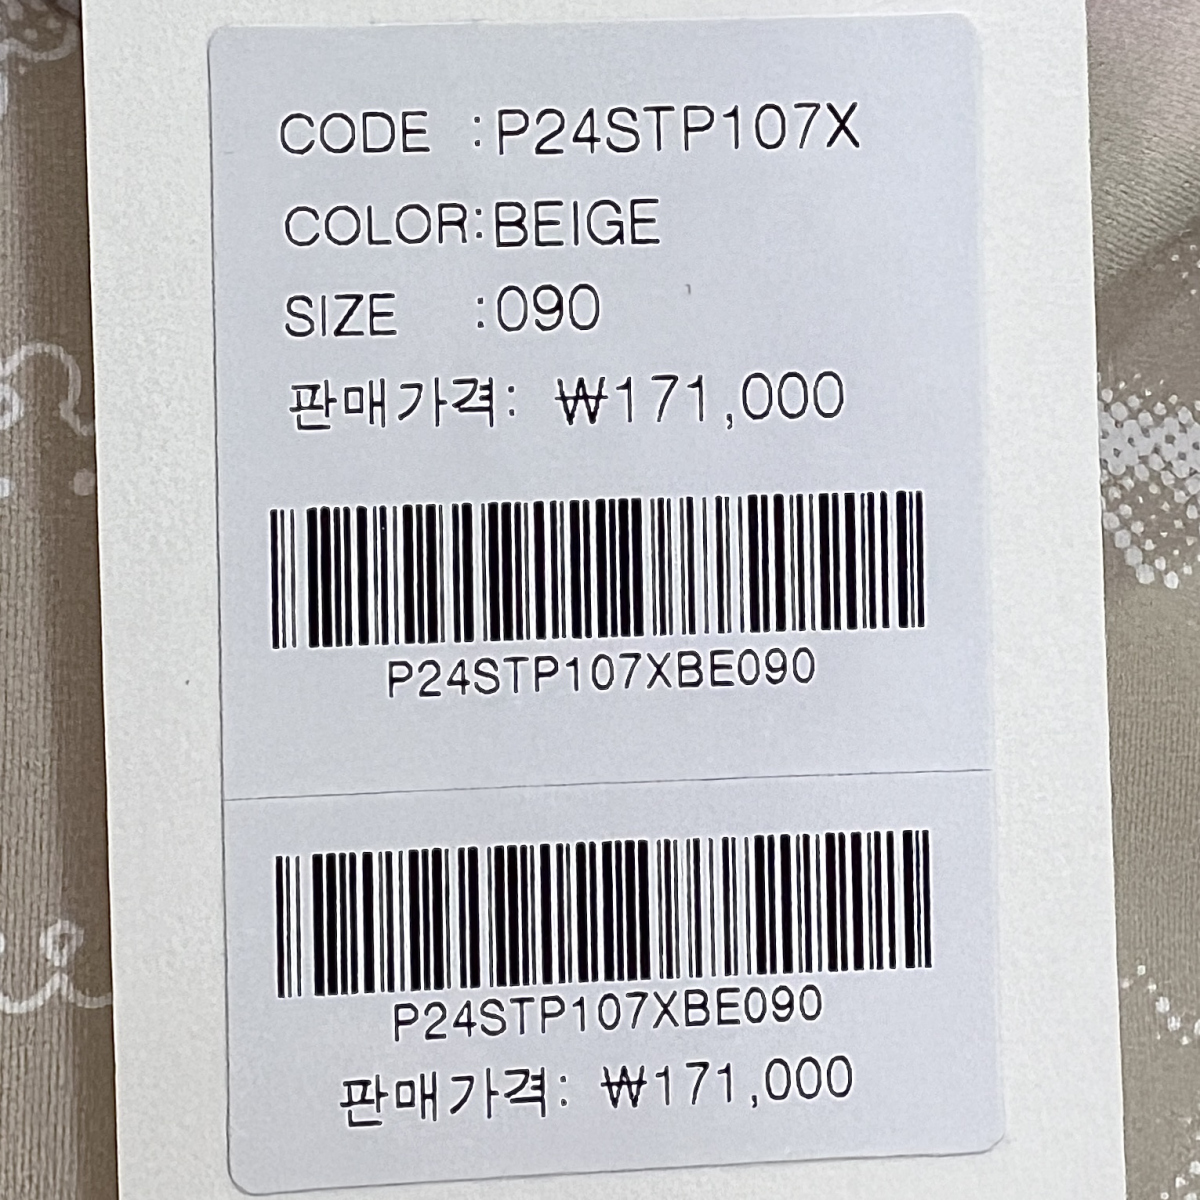 CODE :P24STP107X
COLOR:BEIGE
SIZE :090
판매가격: ₩171,000
P24STP107XBE090
P24STP107XBE090
판매가격: ₩171,000